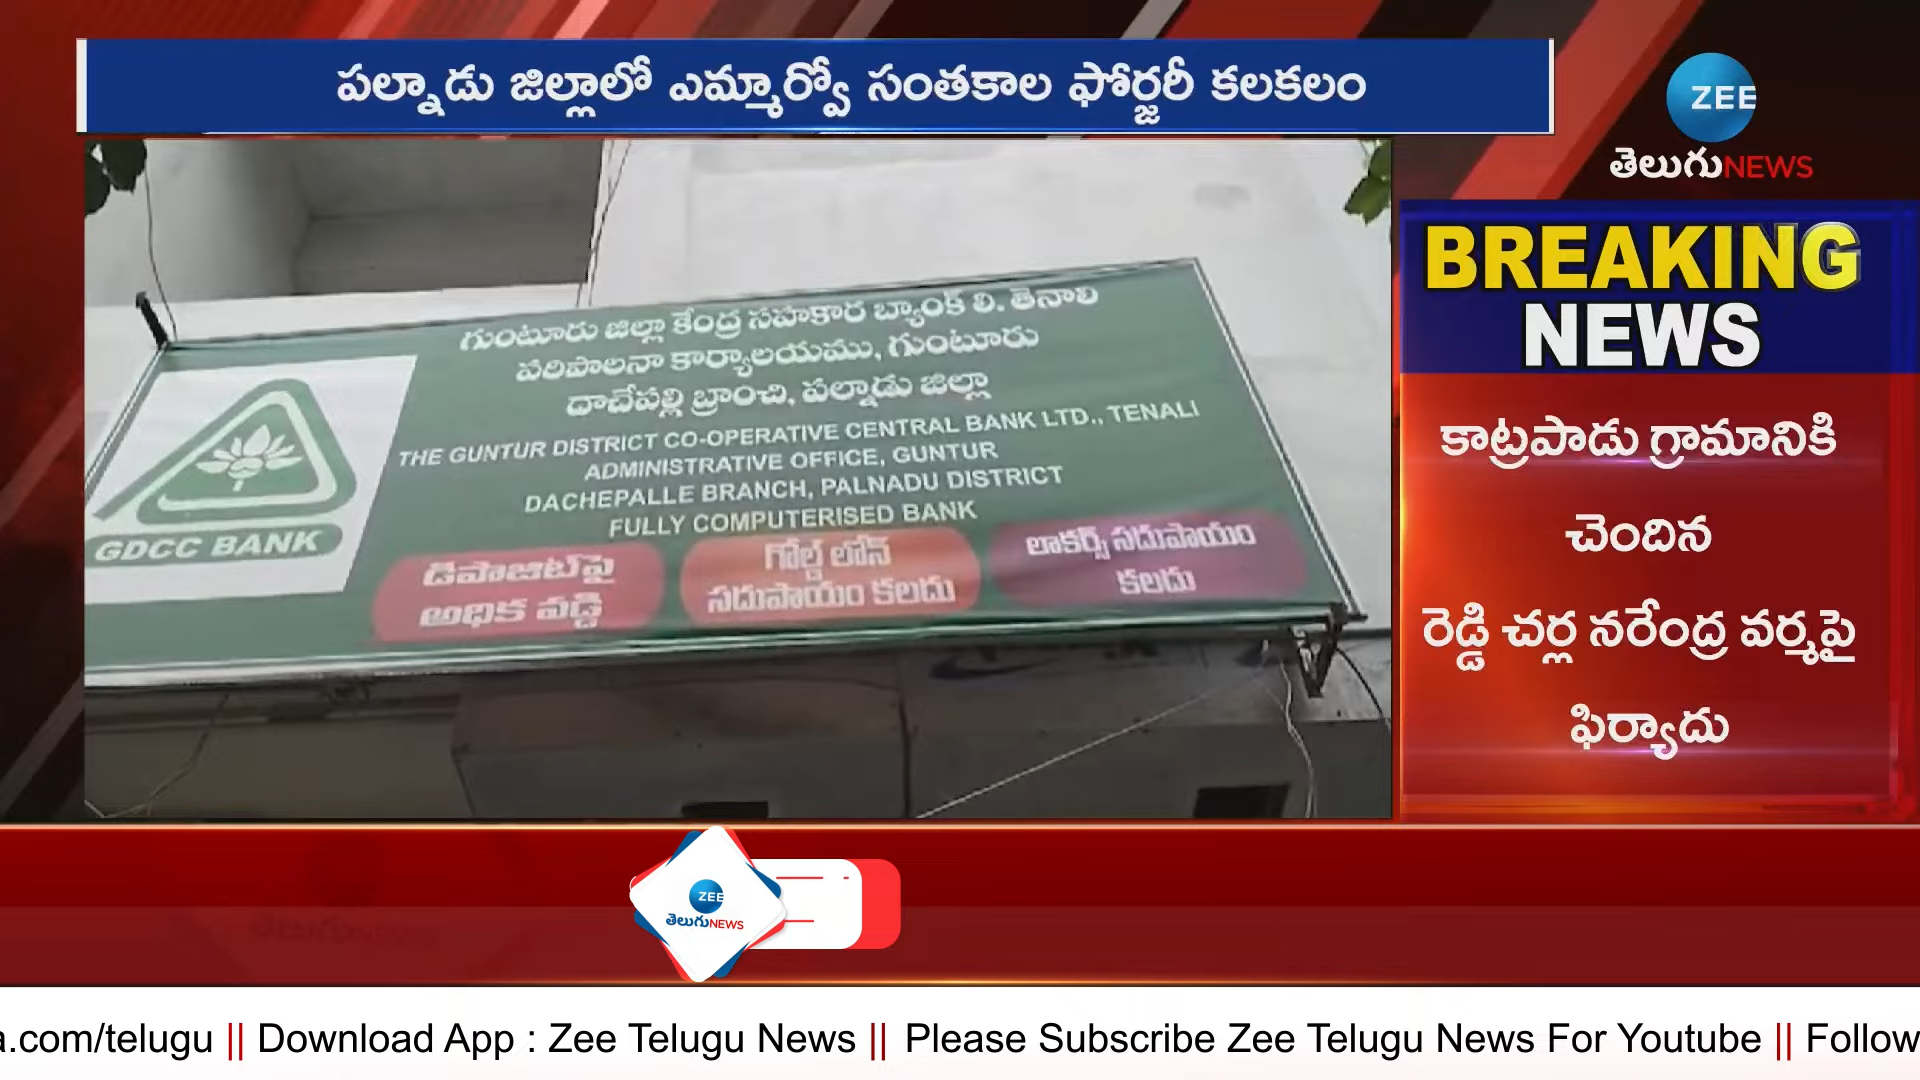 పల్నాడు జిల్లాలో ఎమ్మార్వో సంతకాల ఫోర్జరీ కలకలం
ZEE
తెలుగుNEWS
గుంటూరు జిల్లా కేంద్ర సహకార బ్యాంక్ లి. తెనాలి
పరిపాలనా కార్యాలయము, గుంటూరు
దాచేపల్లి బ్రాంచి, పల్నాడు జిల్లా
THE GUNTUR DISTRICT CO-OPERATIVE CENTRAL BANK LTD., TENALI
ADMINISTRATIVE OFFICE, GUNTUR
DACHEPALLE BRANCH, PALNADU DISTRICT
FULLY COMPUTERISED BANK
GDCC BANK
డిపాజిట్‌పై
అధిక వడ్డి
గోల్డ్ లోన్
సదుపాయం కలదు
లాకర్స్ సదుపాయం
కలదు
BREAKING
NEWS
కాట్రపాడు గ్రామానికి
చెందిన
రెడ్డి చర్ల నరేంద్ర వర్మపై
ఫిర్యాదు
ZEE
తెలుగుNEWS
a.com/telugu || Download App : Zee Telugu News || Please Subscribe Zee Telugu News For Youtube || Follow